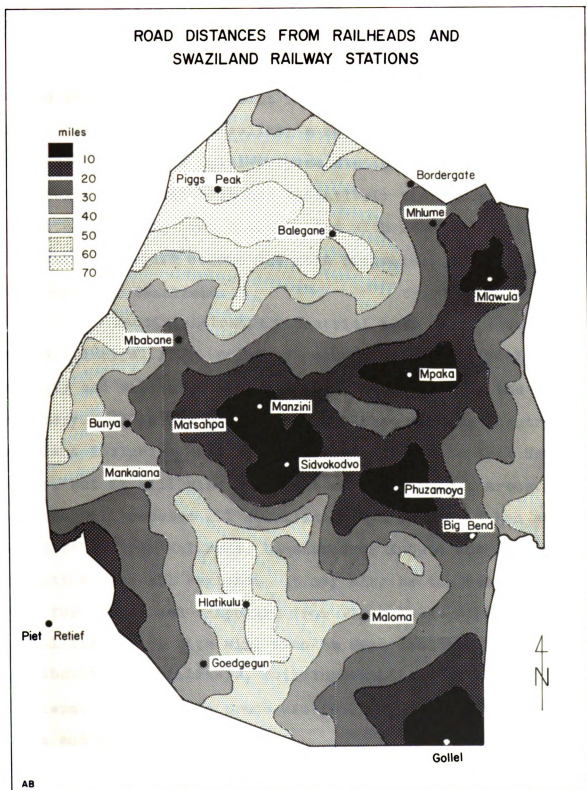 ROAD DISTANCES FROM RAILHEADS AND
SWAZILAND RAILWAY STATIONS
miles
10
20
30
40
50
60
70
Piggs Peak
Bordergate
Mhlume
Balegane
Mlawula
Mbabane
Mpaka
Manzini
Matsahpa
Bunya
Sidvokodvo
Mankaiana
Phuzamoya
Big Bend
Hlatikulu
Maloma
Piet Retief
Goedgegun
N
Gollel
AB